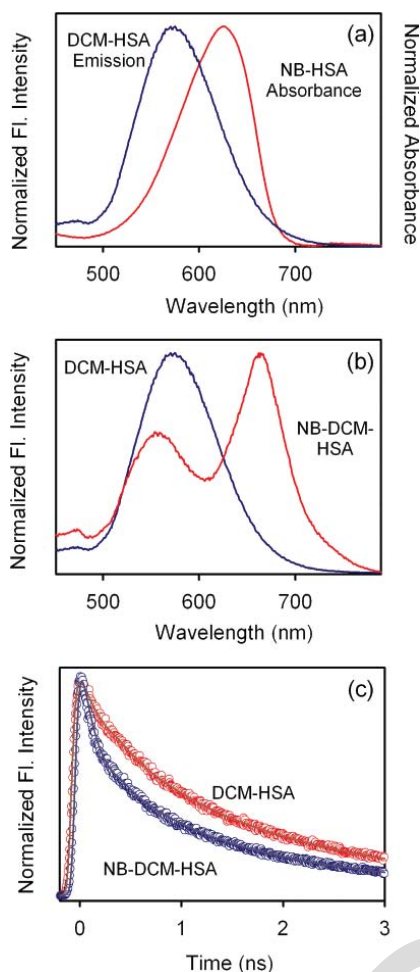 (a)
DCM-HSA
Emission
NB-HSA
Absorbance
Normalized Fl. Intensity
Normalized Absorbance
500 600 700
Wavelength (nm)
(b)
DCM-HSA
NB-DCM-
HSA
Normalized Fl. Intensity
500 600 700
Wavelength (nm)
(c)
DCM-HSA
NB-DCM-HSA
Normalized Fl. Intensity
0 1 2 3
Time (ns)